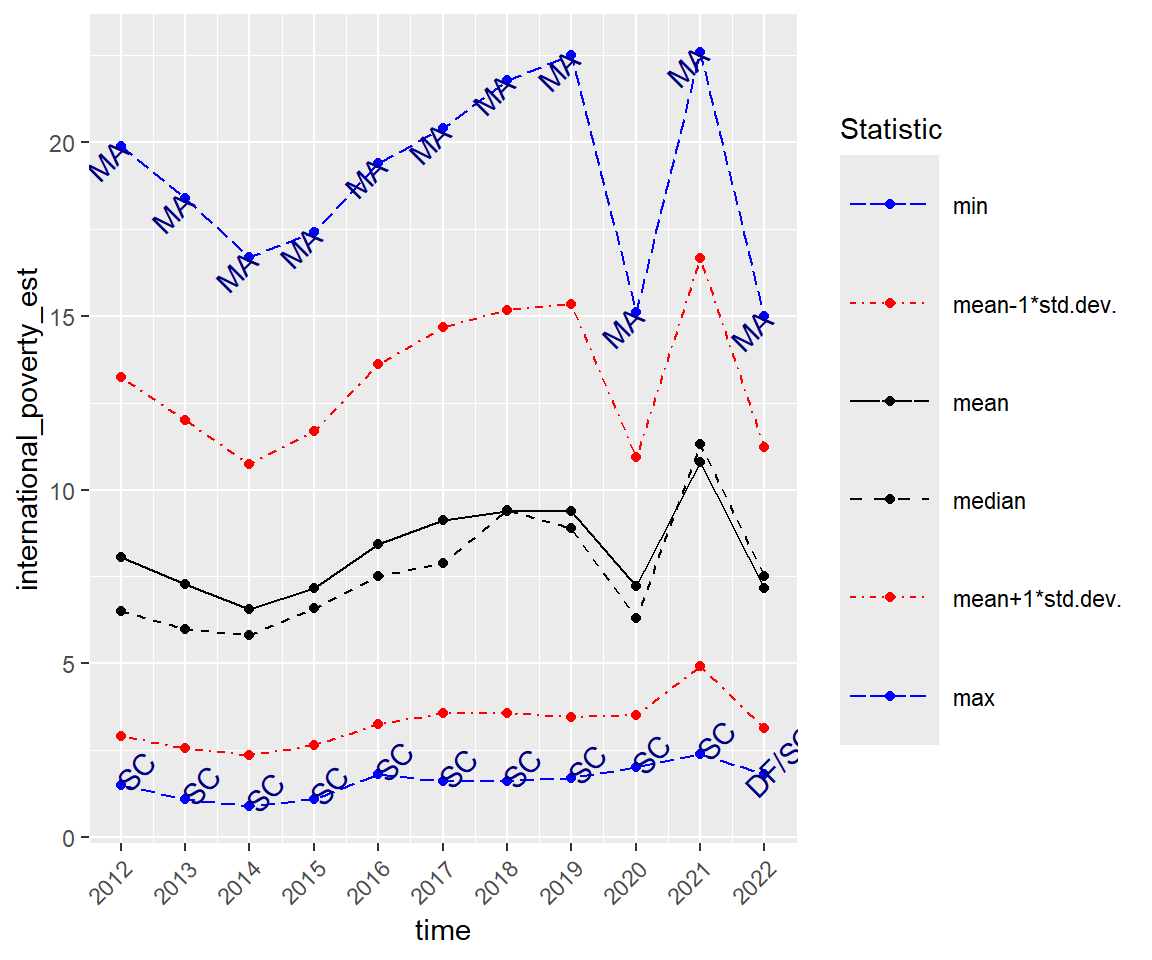 international_poverty_est
20
15
10
5
0
MA
MA
MA
MA
MA
MA
MA
MA
MA
MA
MA
SC
SC
SC
SC
SC
SC
SC
SC
SC
SC
DF/SC
2012
2013
2014
2015
2016
2017
2018
2019
2020
2021
2022
time
Statistic
min
mean-1*std.dev.
mean
median
mean+1*std.dev.
max